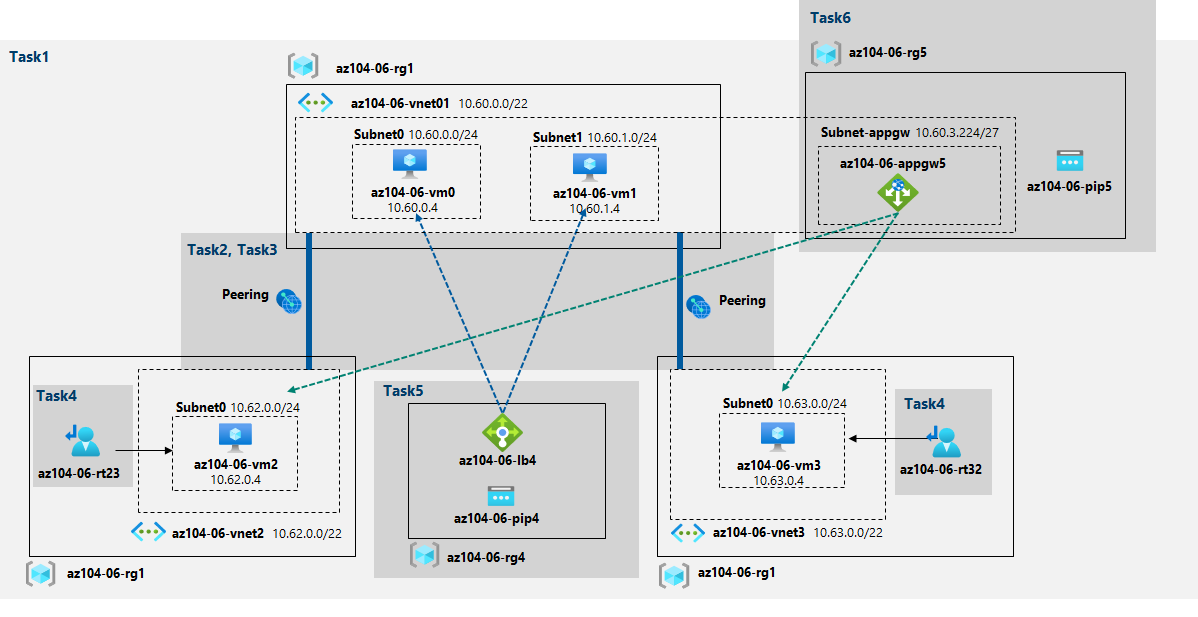 Task6
az104-06-rg5
Task1
az104-06-rg1
az104-06-vnet01 10.60.0.0/22
Subnet0 10.60.0.0/24
Subnet1 10.60.1.0/24
Subnet-appgw 10.60.3.224/27
az104-06-appgw5
az104-06-vm0
10.60.0.4
az104-06-vm1
10.60.1.4
az104-06-pip5
Task2, Task3
Peering
Peering
Task4
Subnet0 10.62.0.0/24
az104-06-rt23
az104-06-vm2
10.62.0.4
az104-06-vnet2 10.62.0.0/22
az104-06-rg1
Task5
az104-06-lb4
az104-06-pip4
az104-06-rg4
Subnet0 10.63.0.0/24
Task4
az104-06-vm3
10.63.0.4
az104-06-rt32
az104-06-vnet3 10.63.0.0/22
az104-06-rg1